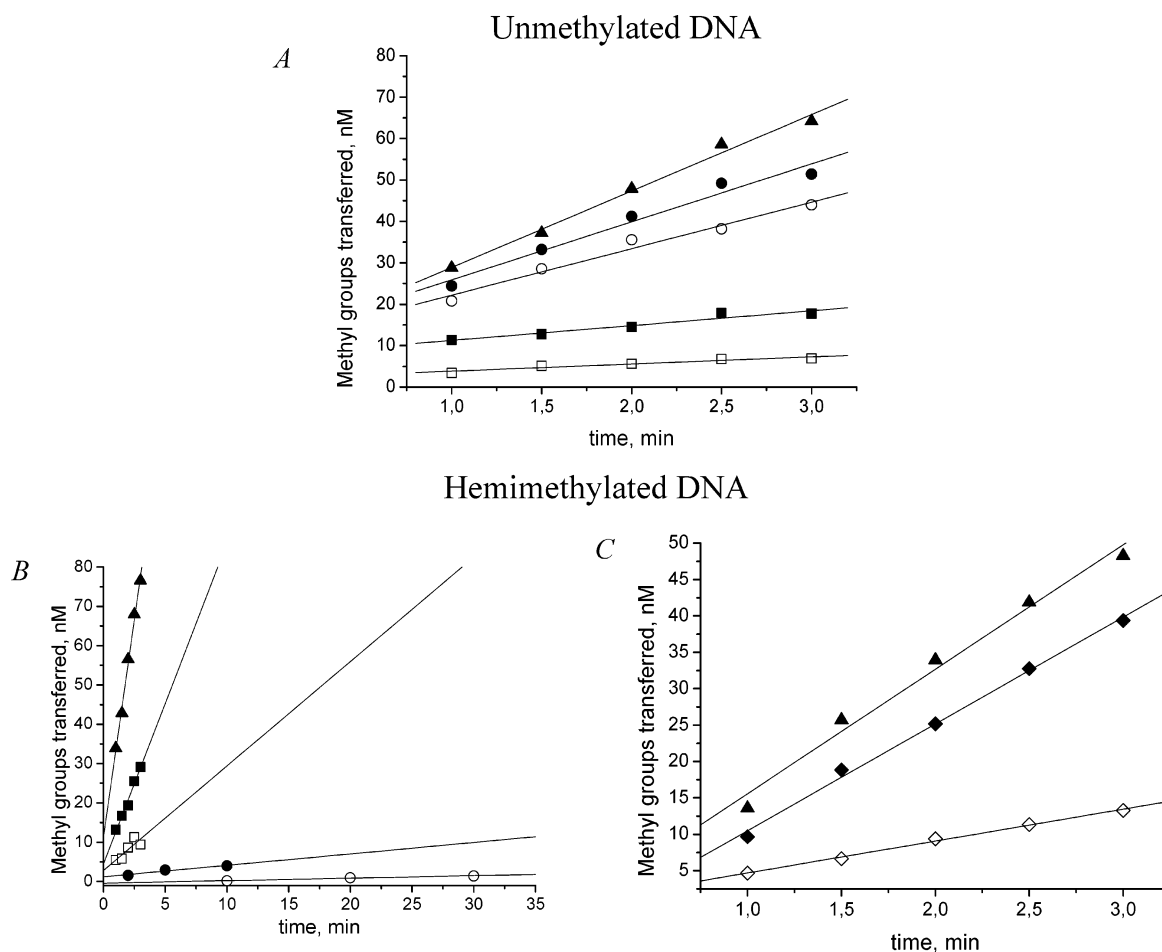 Unmethylated DNA
A
Methyl groups transferred, nM
80
70
60
50
40
30
20
10
0
1,0 1,5 2,0 2,5 3,0
time, min
Hemimethylated DNA
B
Methyl groups transferred, nM
80
70
60
50
40
30
20
10
0
0 5 10 15 20 25 30 35
time, min
C
Methyl groups transferred, nM
50
45
40
35
30
25
20
15
10
5
1,0 1,5 2,0 2,5 3,0
time, min